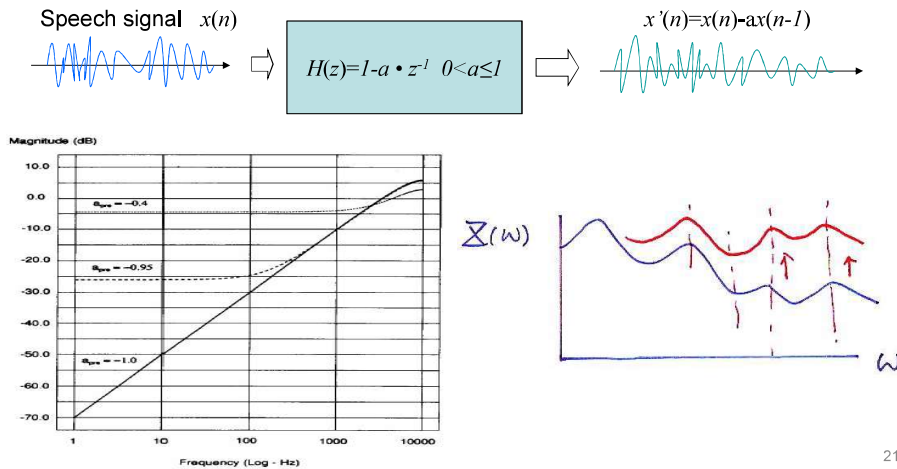 Speech signal x(n)
H(z)=1-a • z⁻¹ 0<a≤1
x'(n)=x(n)-ax(n-1)
Magnitude (dB)
10.0
0.0
-10.0
-20.0
-30.0
-40.0
-50.0
-60.0
-70.0
a_pre = -0.4
a_pre = -0.95
a_pre = -1.0
1
10
100
1000
10000
Frequency (Log - Hz)
X(ω)
ω
21